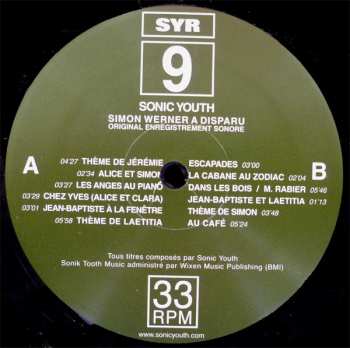 SYR
9
SONIC YOUTH
SIMON WERNER A DISPARU
ORIGINAL ENREGISTREMENT SONORE
A
04'27 THÈME DE JÉRÉMIE
02'34 ALICE ET SIMON
03'27 LES ANGES AU PIANO
03'29 CHEZ YVES (ALICE ET CLARA)
03'01 JEAN-BAPTISTE À LA FENÊTRE
05'58 THÈME DE LAETITIA
B
ESCAPADES 03'00
LA CABANE AU ZODIAC 02'04
DANS LES BOIS / M. RABIER 05'46
JEAN-BAPTISTE ET LAETITIA 01'13
THÈME DE SIMON 03'48
AU CAFÉ 05'24
Tous titres composés par Sonic Youth
Sonik Tooth Music administré par Wixen Music Publishing (BMI)
33
RPM
www.sonicyouth.com